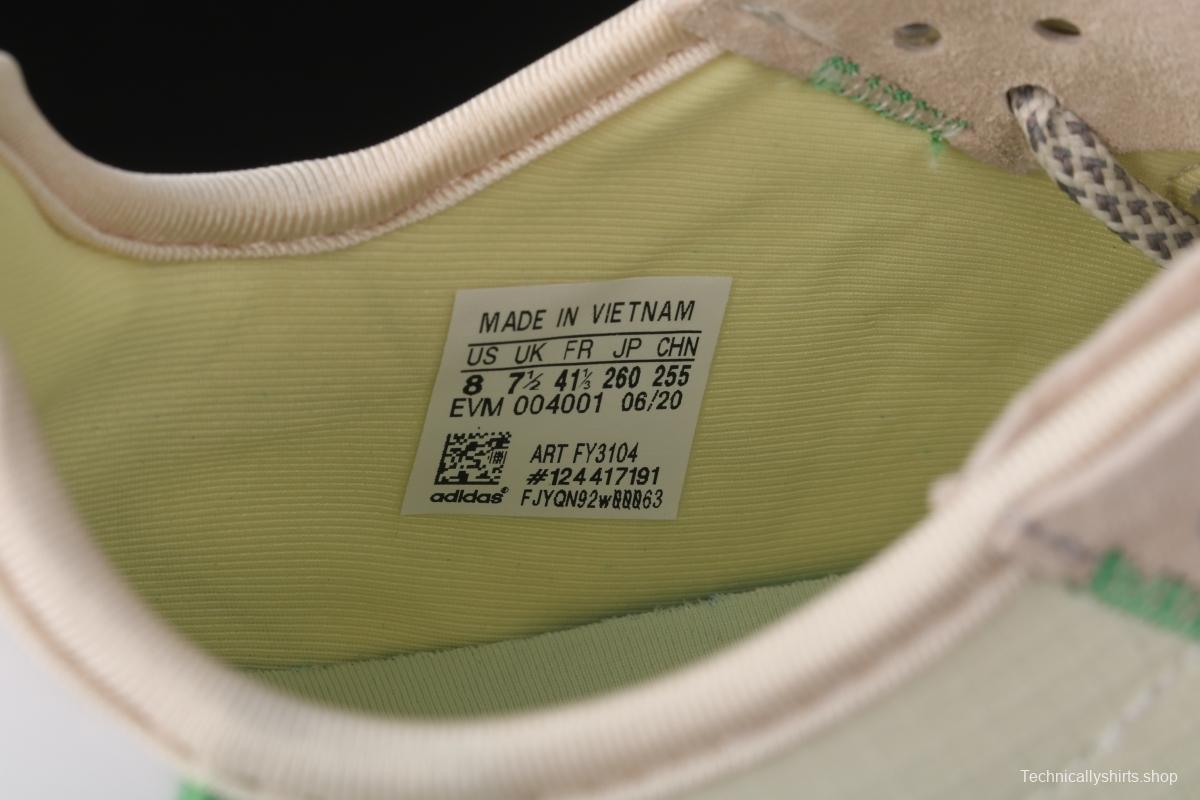 MADE IN VIETNAM
US UK FR JP CHN
8 7½ 41⅓ 260 255
EVM 004001 06/20
ART FY3104
#124417191
adidas®
Technicallyshirts.shop